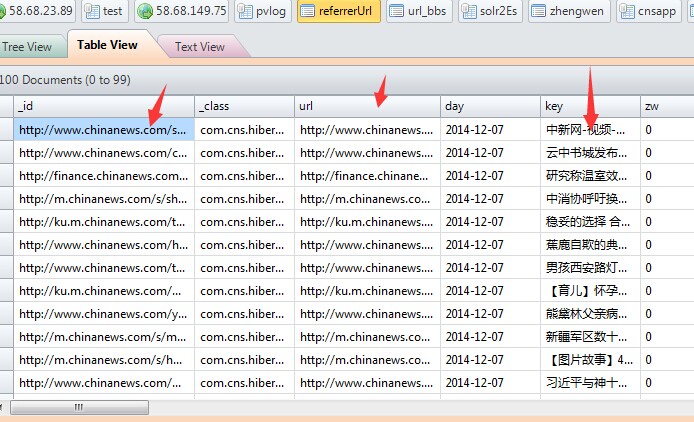 58.68.23.89 test 58.68.149.75 pvlog referrerUrl url_bbs solr2Es zhengwen cnsapp
Tree View Table View Text View
100 Documents (0 to 99)
_id _class url day key zw
http://www.chinanews.com/s... com.cns.hiber... http://www.chinanews.... 2014-12-07 中新网-视频-... 0
http://www.chinanews.com/c... com.cns.hiber... http://www.chinanews.... 2014-12-07 云中书城发布... 0
http://finance.chinanews.com... com.cns.hiber... http://finance.chinane... 2014-12-07 研究称温室效... 0
http://m.chinanews.com/s/sh... com.cns.hiber... http://m.chinanews.co... 2014-12-07 中消协呼吁换... 0
http://ku.m.chinanews.com/t... com.cns.hiber... http://ku.m.chinanews... 2014-12-07 稳妥的选择 合... 0
http://www.chinanews.com/h... com.cns.hiber... http://www.chinanews.... 2014-12-07 蕉鹿自欺的典... 0
http://www.chinanews.com/t... com.cns.hiber... http://www.chinanews.... 2014-12-07 男孩西安路灯... 0
http://ku.m.chinanews.com/... com.cns.hiber... http://ku.m.chinanews... 2014-12-07 【育儿】怀孕... 0
http://www.chinanews.com/y... com.cns.hiber... http://www.chinanews.... 2014-12-07 熊黛林父亲病... 0
http://m.chinanews.com/s/m... com.cns.hiber... http://m.chinanews.co... 2014-12-07 新疆军区数十... 0
http://m.chinanews.com/s/h... com.cns.hiber... http://m.chinanews.co... 2014-12-07 【图片故事】4... 0
http://www.chinanews.com/... com.cns.hiber... http://www.chinanews.... 2014-12-07 习近平与神十... 0